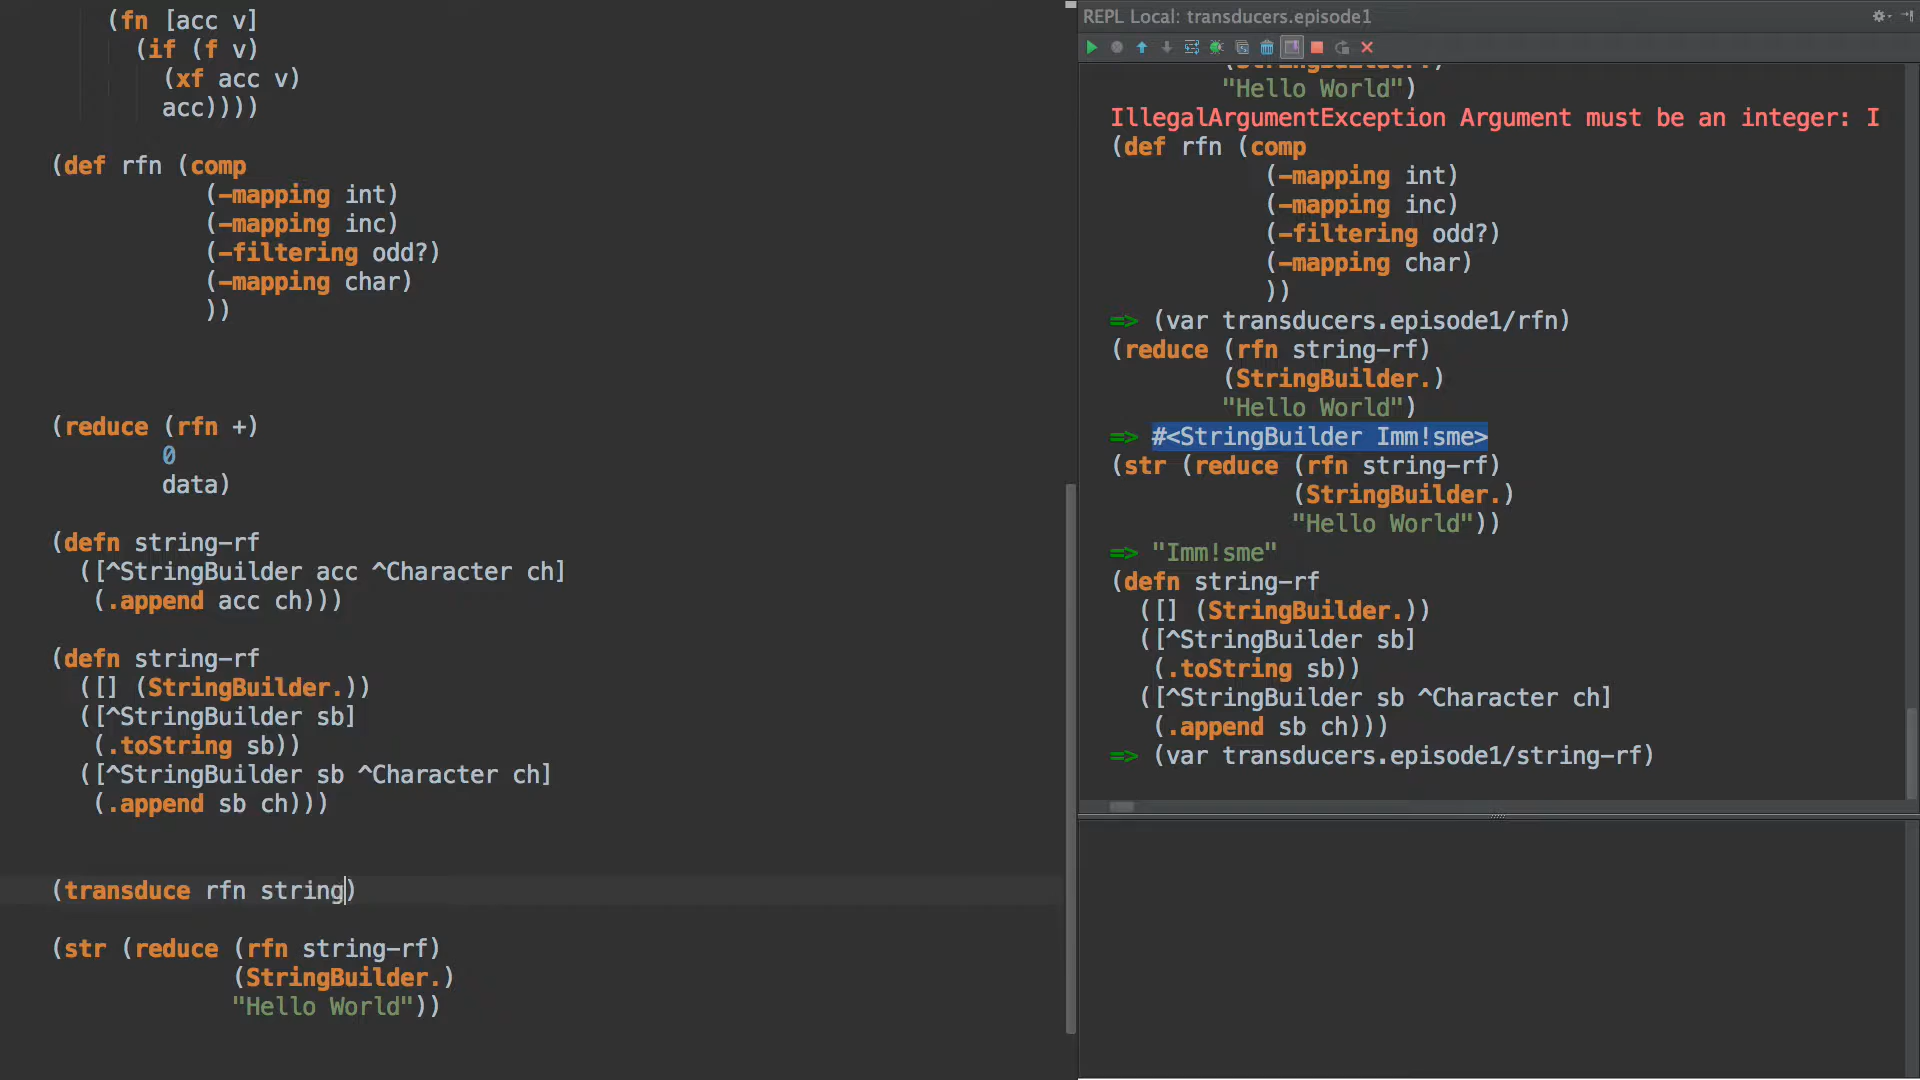 (fn [acc v]
(if (f v)
(xf acc v)
acc))))
(def rfn (comp
(-mapping int)
(-mapping inc)
(-filtering odd?)
(-mapping char)
))
(reduce (rfn +)
0
data)
(defn string-rf
([^StringBuilder acc ^Character ch]
(.append acc ch)))
(defn string-rf
([] (StringBuilder.))
([^StringBuilder sb]
(.toString sb))
([^StringBuilder sb ^Character ch]
(.append sb ch)))
(transduce rfn string)
(str (reduce (rfn string-rf)
(StringBuilder.)
"Hello World"))
REPL Local: transducers.episode1
(StringBuilder.)
"Hello World")
IllegalArgumentException Argument must be an integer: I
(def rfn (comp
(-mapping int)
(-mapping inc)
(-filtering odd?)
(-mapping char)
))
=> (var transducers.episode1/rfn)
(reduce (rfn string-rf)
(StringBuilder.)
"Hello World")
=> #<StringBuilder Imm!sme>
(str (reduce (rfn string-rf)
(StringBuilder.)
"Hello World"))
=> "Imm!sme"
(defn string-rf
([] (StringBuilder.))
([^StringBuilder sb]
(.toString sb))
([^StringBuilder sb ^Character ch]
(.append sb ch)))
=> (var transducers.episode1/string-rf)